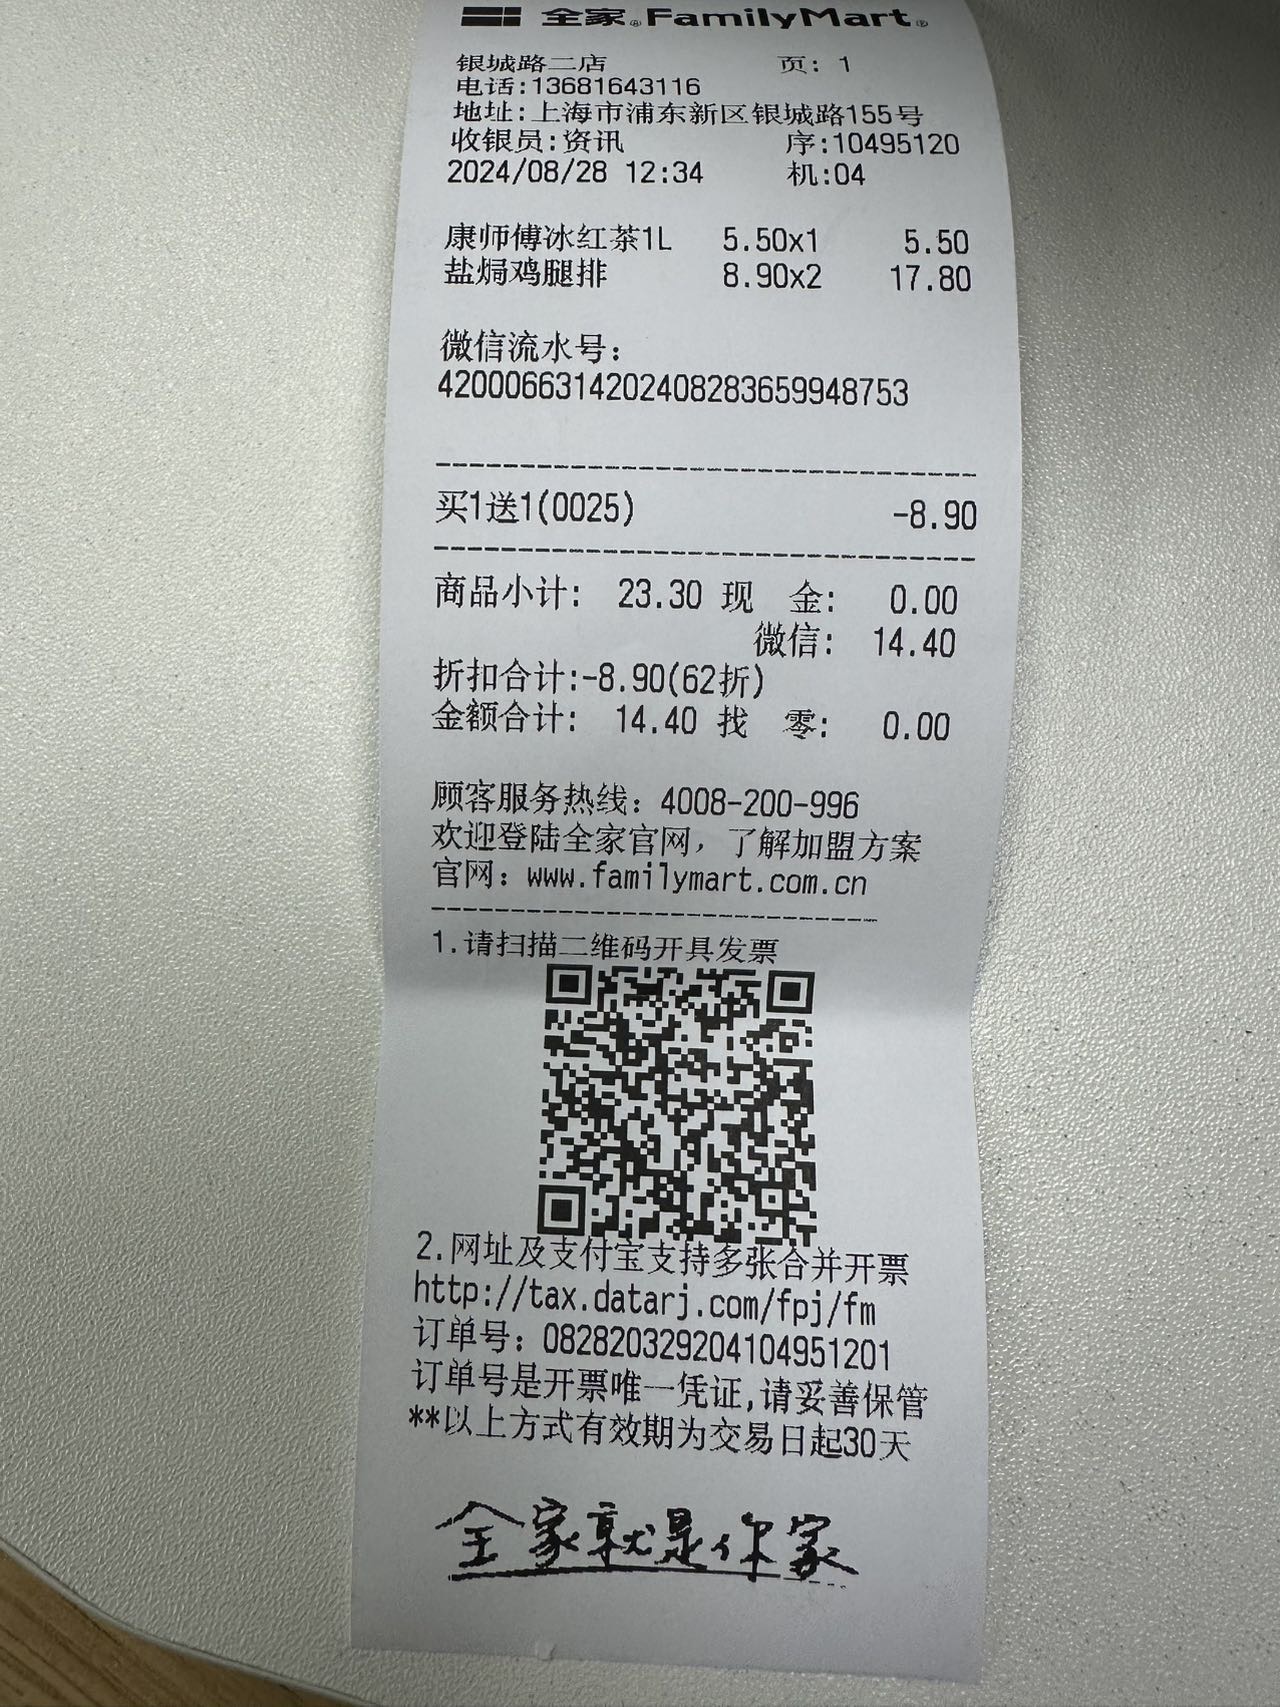 全家® FamilyMart®
银城路二店 页: 1
电话:13681643116
地址:上海市浦东新区银城路155号
收银员:资讯 序:10495120
2024/08/28 12:34 机:04
康师傅冰红茶1L 5.50x1 5.50
盐焗鸡腿排 8.90x2 17.80
微信流水号:
4200066314202408283659948753
买1送1(0025) -8.90
商品小计: 23.30 现 金: 0.00
微信: 14.40
折扣合计:-8.90(62折)
金额合计: 14.40 找 零: 0.00
顾客服务热线: 4008-200-996
欢迎登陆全家官网, 了解加盟方案
官网: www.familymart.com.cn
1.请扫描二维码开具发票
2.网址及支付宝支持多张合并开票
http://tax.datarj.com/fpj/fm
订单号: 082820329204104951201
订单号是开票唯一凭证,请妥善保管
**以上方式有效期为交易日起30天
全家就是你家